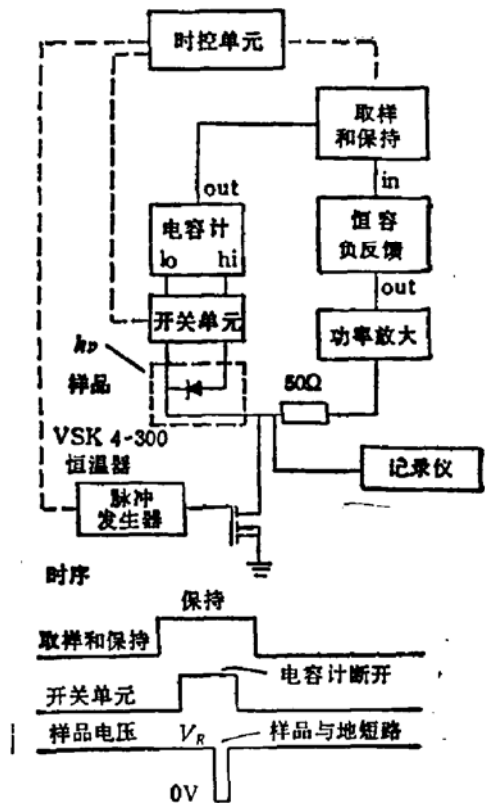 时控单元
取样
和保持
out
in
电容计
lo hi
恒容
负反馈
out
开关单元
功率放大
hν
样品
50Ω
VSK 4-300
恒温器
记录仪
脉冲
发生器
时序
保持
取样和保持
电容计断开
开关单元
样品电压
V_R
样品与地短路
0V